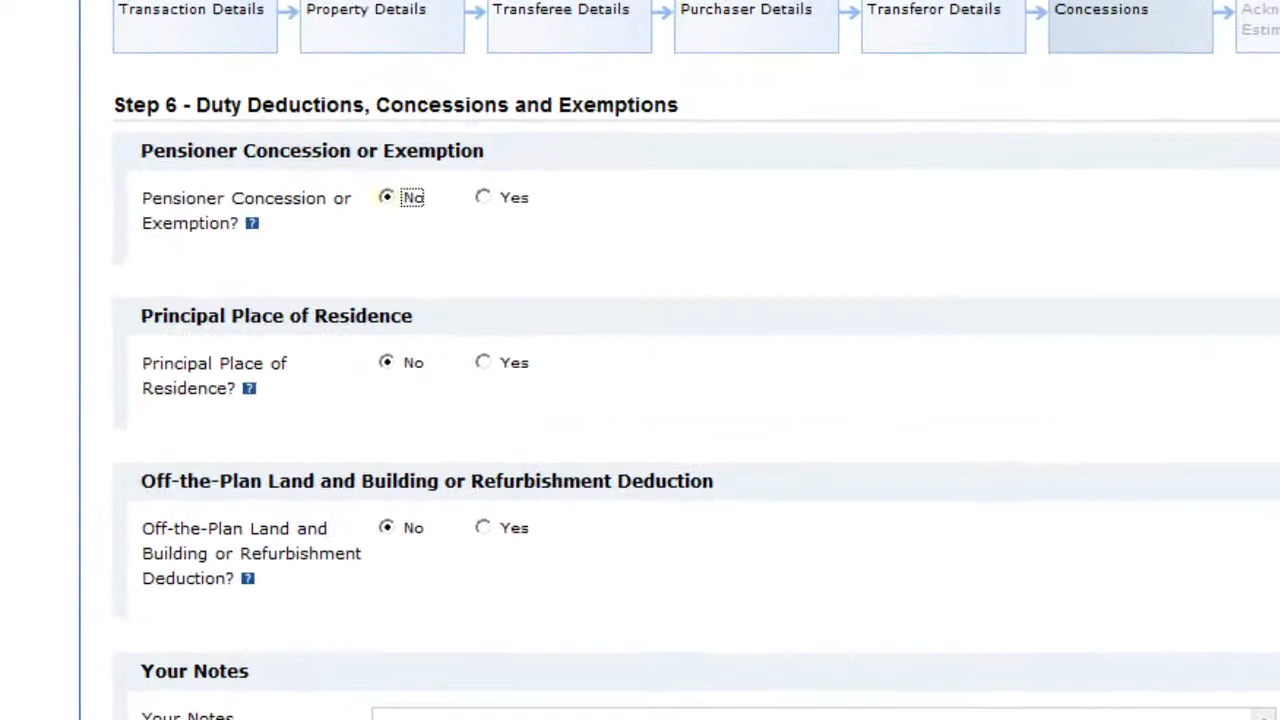 Transaction Details Property Details Transferee Details Purchaser Details Transferor Details Concessions Ackn
Estim
Step 6 - Duty Deductions, Concessions and Exemptions
Pensioner Concession or Exemption
Pensioner Concession or No Yes
Exemption? ?
Principal Place of Residence
Principal Place of No Yes
Residence? ?
Off-the-Plan Land and Building or Refurbishment Deduction
Off-the-Plan Land and No Yes
Building or Refurbishment
Deduction? ?
Your Notes
Your Notes